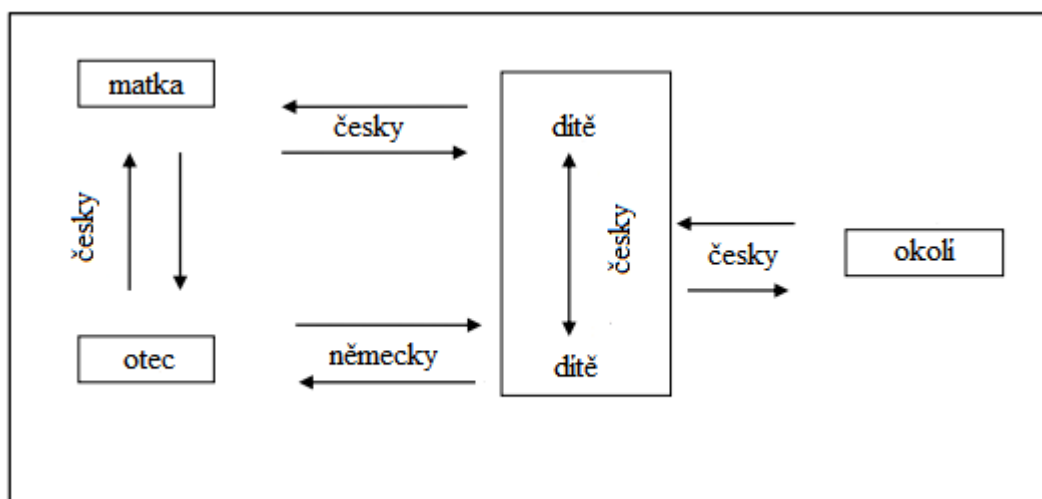 matka
česky
dítě
česky
česky
česky
okolí
otec
německy
dítě